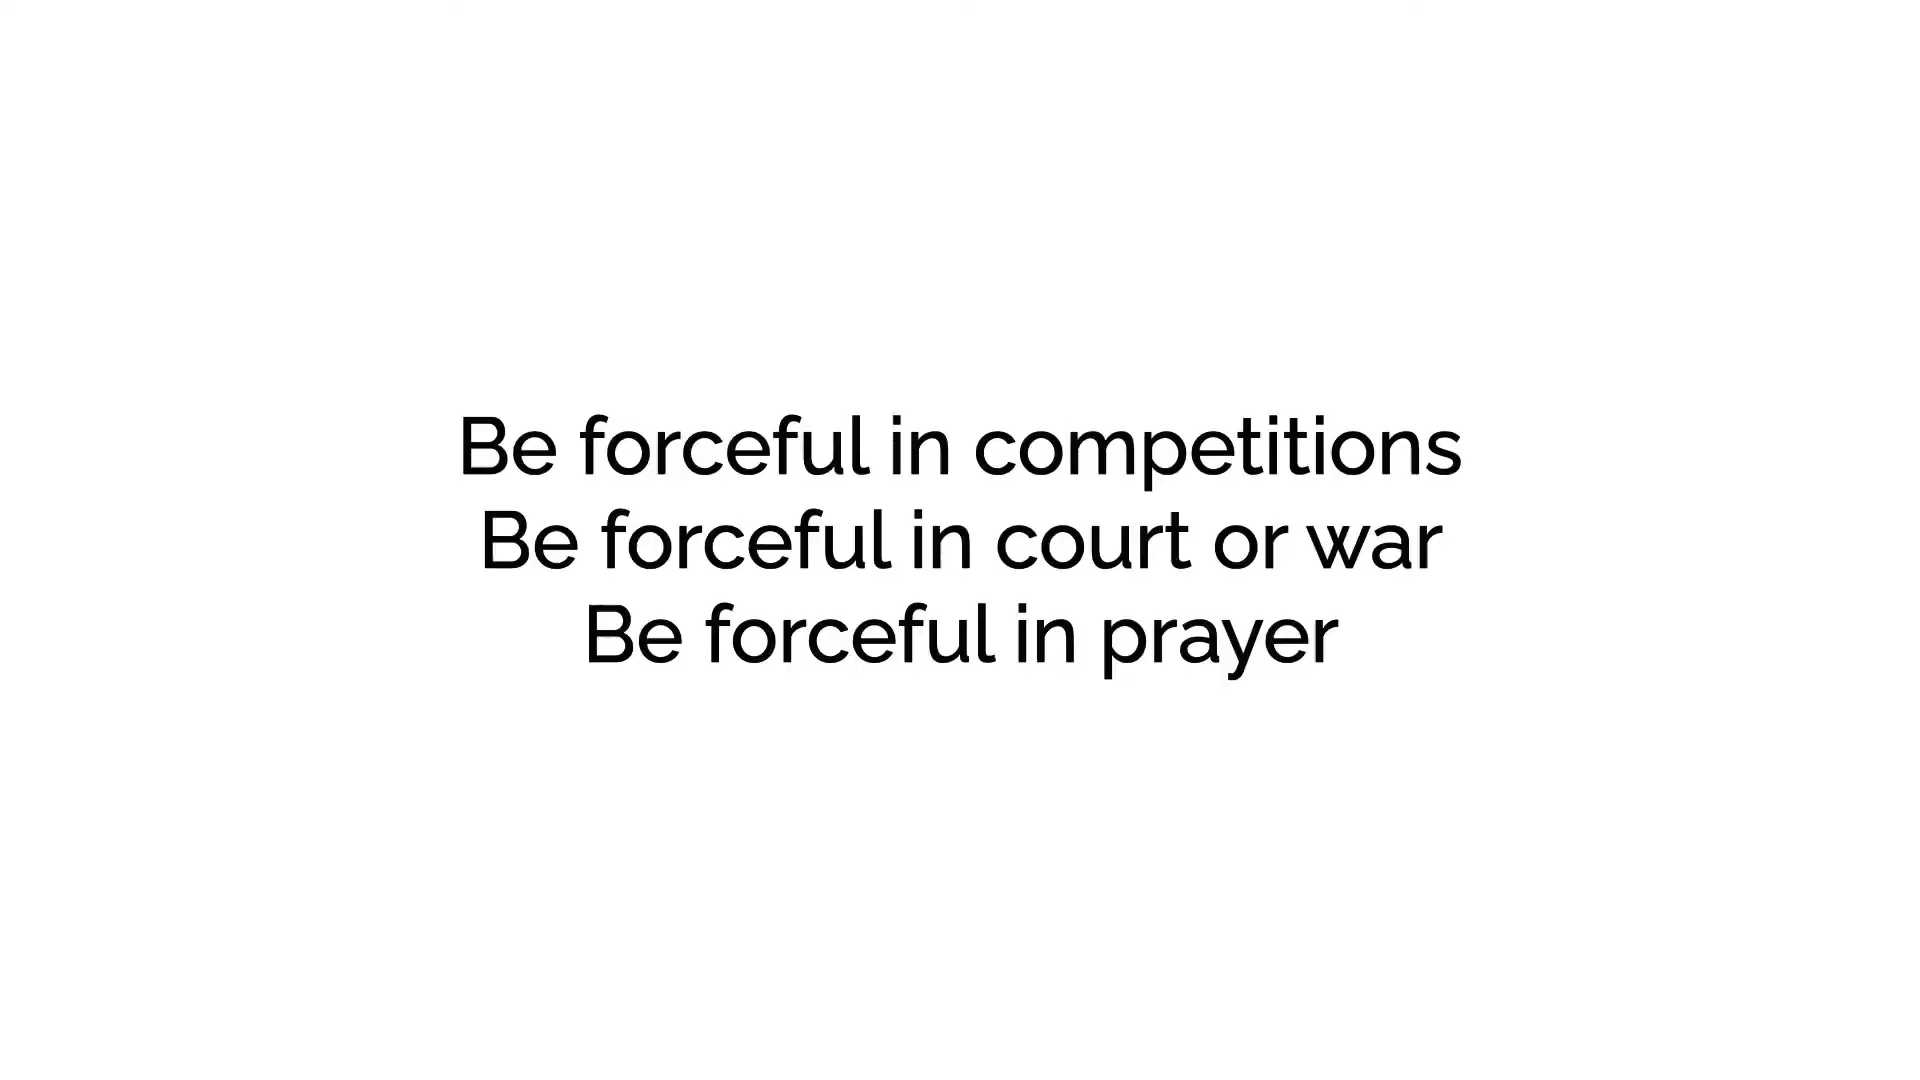 Be forceful in competitions
Be forceful in court or war
Be forceful in prayer